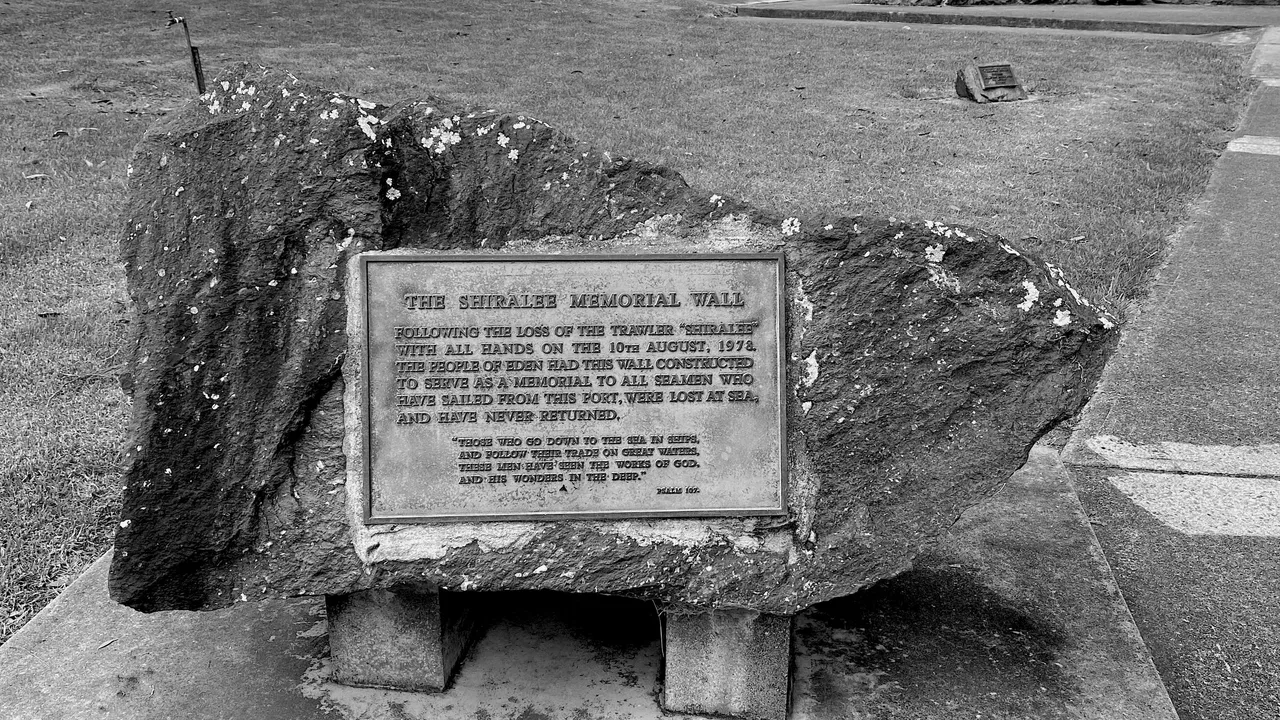 THE SHIRALEE MEMORIAL WALL
FOLLOWING THE LOSS OF THE TRAWLER "SHIRALEE"
WITH ALL HANDS ON THE 10TH AUGUST, 1978,
THE PEOPLE OF EDEN HAD THIS WALL CONSTRUCTED
TO SERVE AS A MEMORIAL TO ALL SEAMEN WHO
HAVE SAILED FROM THIS PORT, WERE LOST AT SEA,
AND HAVE NEVER RETURNED.
"THOSE WHO GO DOWN TO THE SEA IN SHIPS,
AND FOLLOW THEIR TRADE ON GREAT WATERS,
THESE MEN HAVE SEEN THE WORKS OF GOD,
AND HIS WONDERS IN THE DEEP."
PSALM 107.